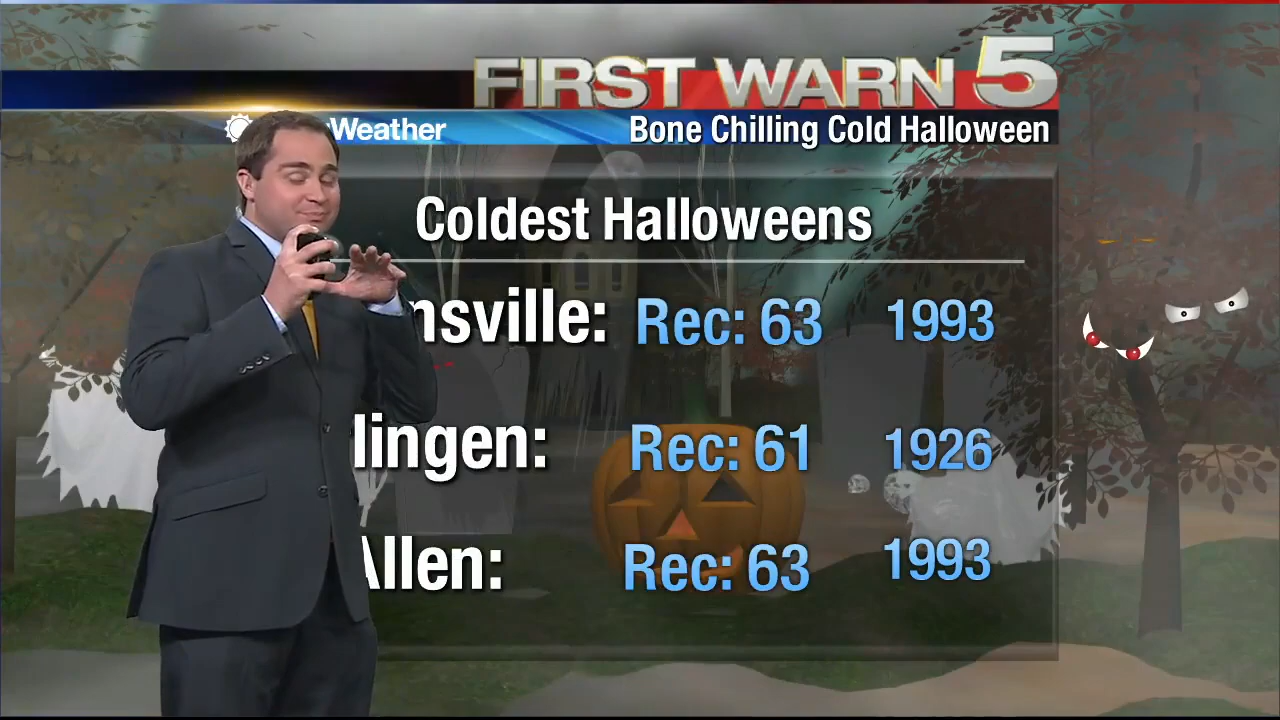 FIRST WARN 5
Weather
Bone Chilling Cold Halloween
Coldest Halloweens
nsville: Rec: 63 1993
lingen: Rec: 61 1926
Allen: Rec: 63 1993